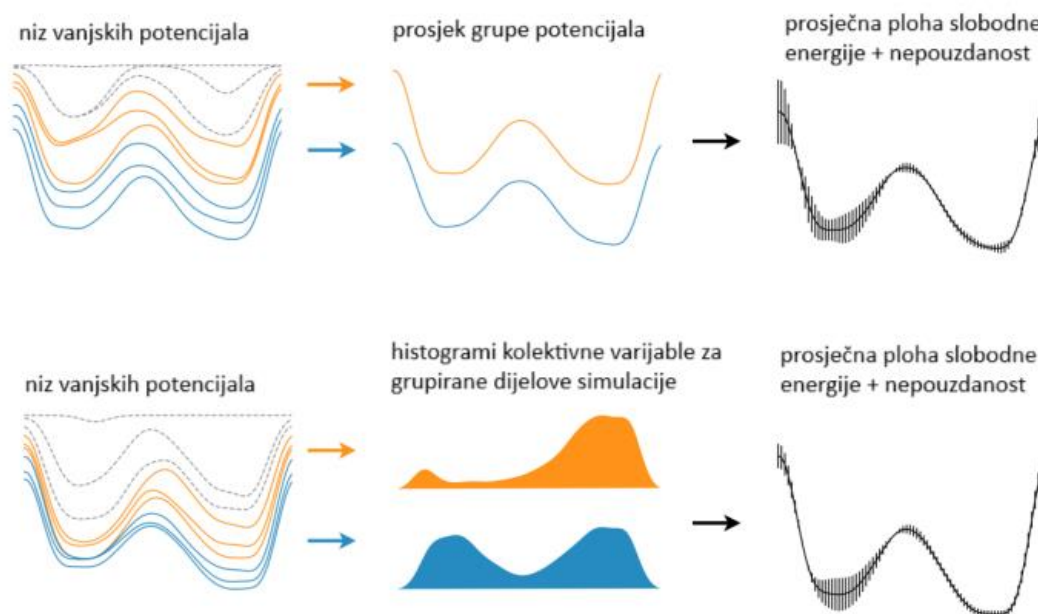 niz vanjskih potencijala
prosjek grupe potencijala
prosječna ploha slobodne
energije + nepouzdanost
niz vanjskih potencijala
histogrami kolektivne varijable za
grupirane dijelove simulacije
prosječna ploha slobodne
energije + nepouzdanost